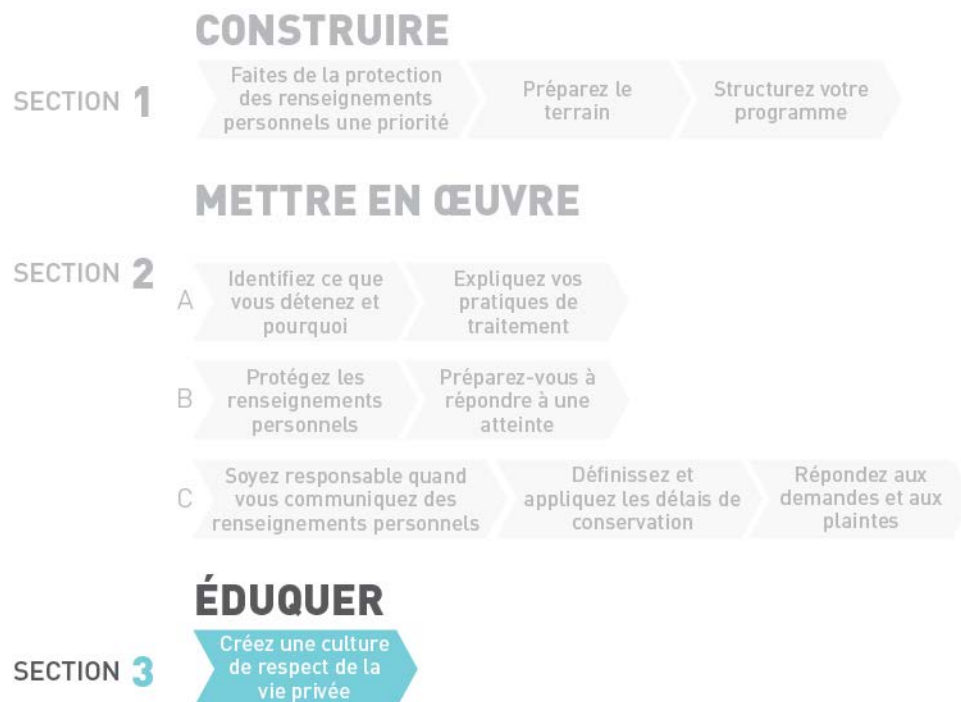 CONSTRUIRE
SECTION 1
Faites de la protection
des renseignements
personnels une priorité
Préparez le
terrain
Structurez votre
programme
METTRE EN ŒUVRE
SECTION 2
A
Identifiez ce que
vous détenez et
pourquoi
Expliquez vos
pratiques de
traitement
B
Protégez les
renseignements
personnels
Préparez-vous à
répondre à une
atteinte
C
Soyez responsable quand
vous communiquez des
renseignements personnels
Définissez et
appliquez les délais de
conservation
Répondez aux
demandes et aux
plaintes
ÉDUQUER
SECTION 3
Créez une culture
de respect de la
vie privée